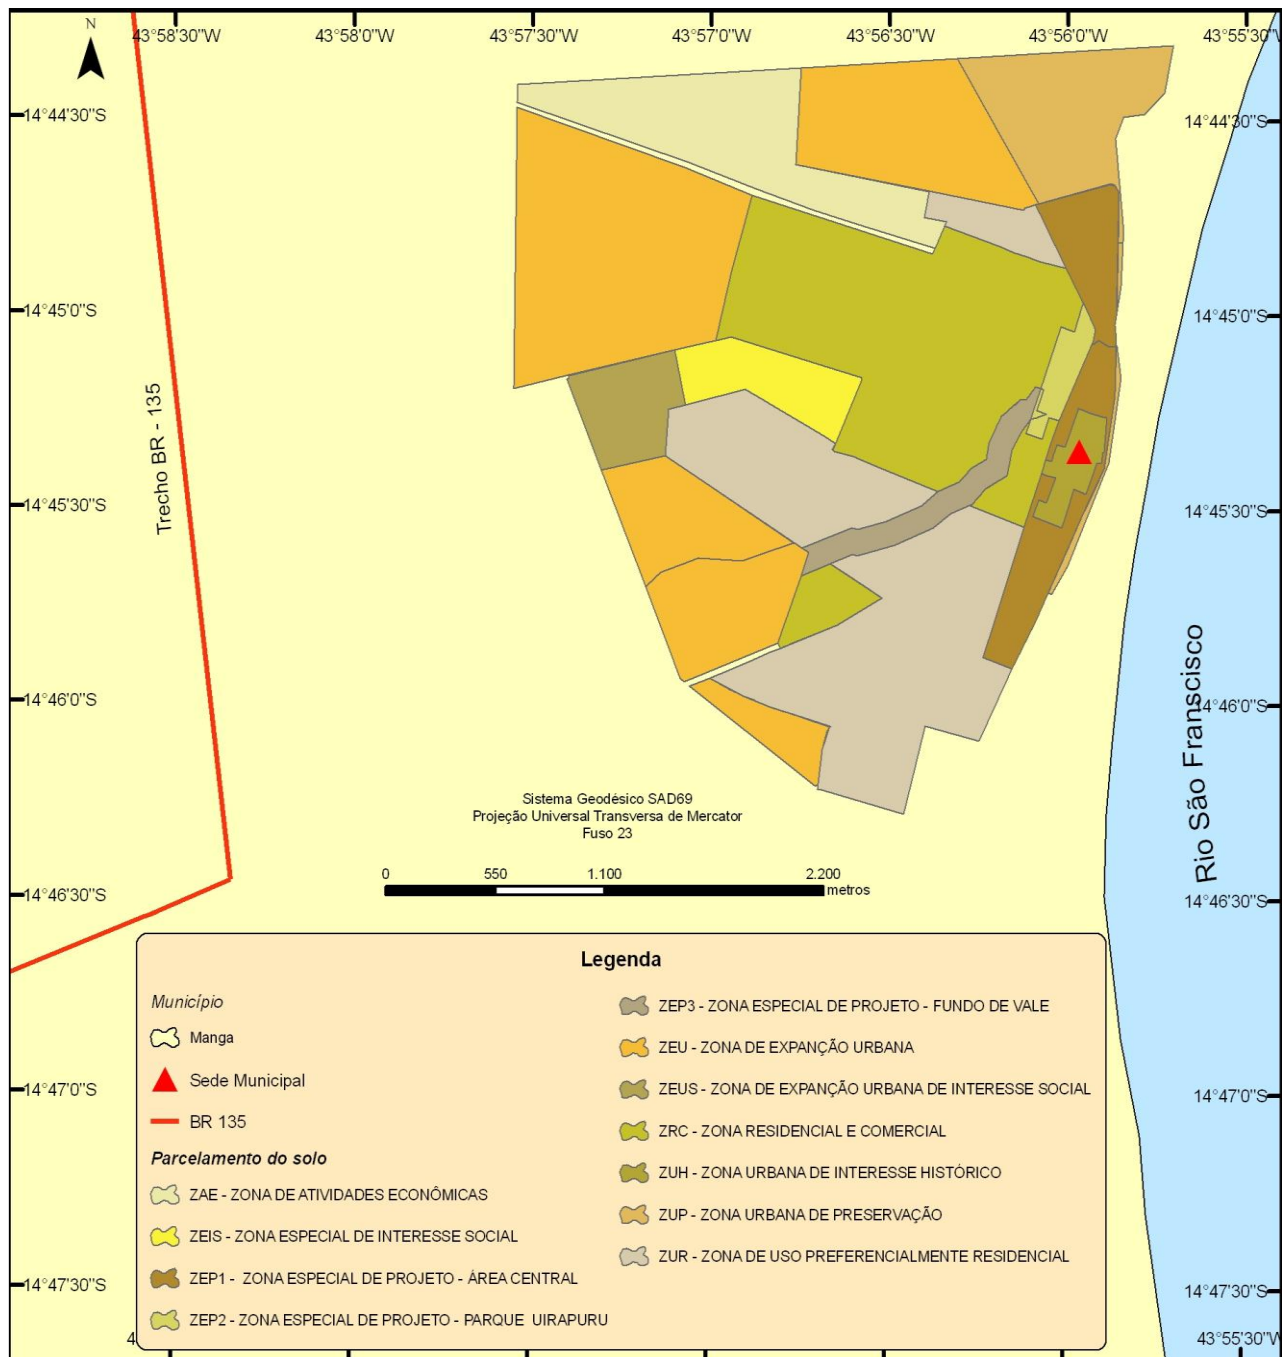 N
43°58'30"W 43°58'0"W 43°57'30"W 43°57'0"W 43°56'30"W 43°56'0"W 43°55'30"W
14°44'30"S 14°44'30"S
14°45'0"S 14°45'0"S
Trecho BR - 135
14°45'30"S 14°45'30"S
14°46'0"S 14°46'0"S
Rio São Franscisco
Sistema Geodésico SAD69
Projeção Universal Transversa de Mercator
Fuso 23
0 550 1.100 2.200
metros
14°46'30"S 14°46'30"S
14°47'0"S 14°47'0"S
14°47'30"S 14°47'30"S
Legenda
Município
Manga
Sede Municipal
BR 135
Parcelamento do solo
ZAE - ZONA DE ATIVIDADES ECONÔMICAS
ZEIS - ZONA ESPECIAL DE INTERESSE SOCIAL
ZEP1 - ZONA ESPECIAL DE PROJETO - ÁREA CENTRAL
ZEP2 - ZONA ESPECIAL DE PROJETO - PARQUE UIRAPURU
ZEP3 - ZONA ESPECIAL DE PROJETO - FUNDO DE VALE
ZEU - ZONA DE EXPANÇÃO URBANA
ZEUS - ZONA DE EXPANÇÃO URBANA DE INTERESSE SOCIAL
ZRC - ZONA RESIDENCIAL E COMERCIAL
ZUH - ZONA URBANA DE INTERESSE HISTÓRICO
ZUP - ZONA URBANA DE PRESERVAÇÃO
ZUR - ZONA DE USO PREFERENCIALMENTE RESIDENCIAL
4 43°55'30"W